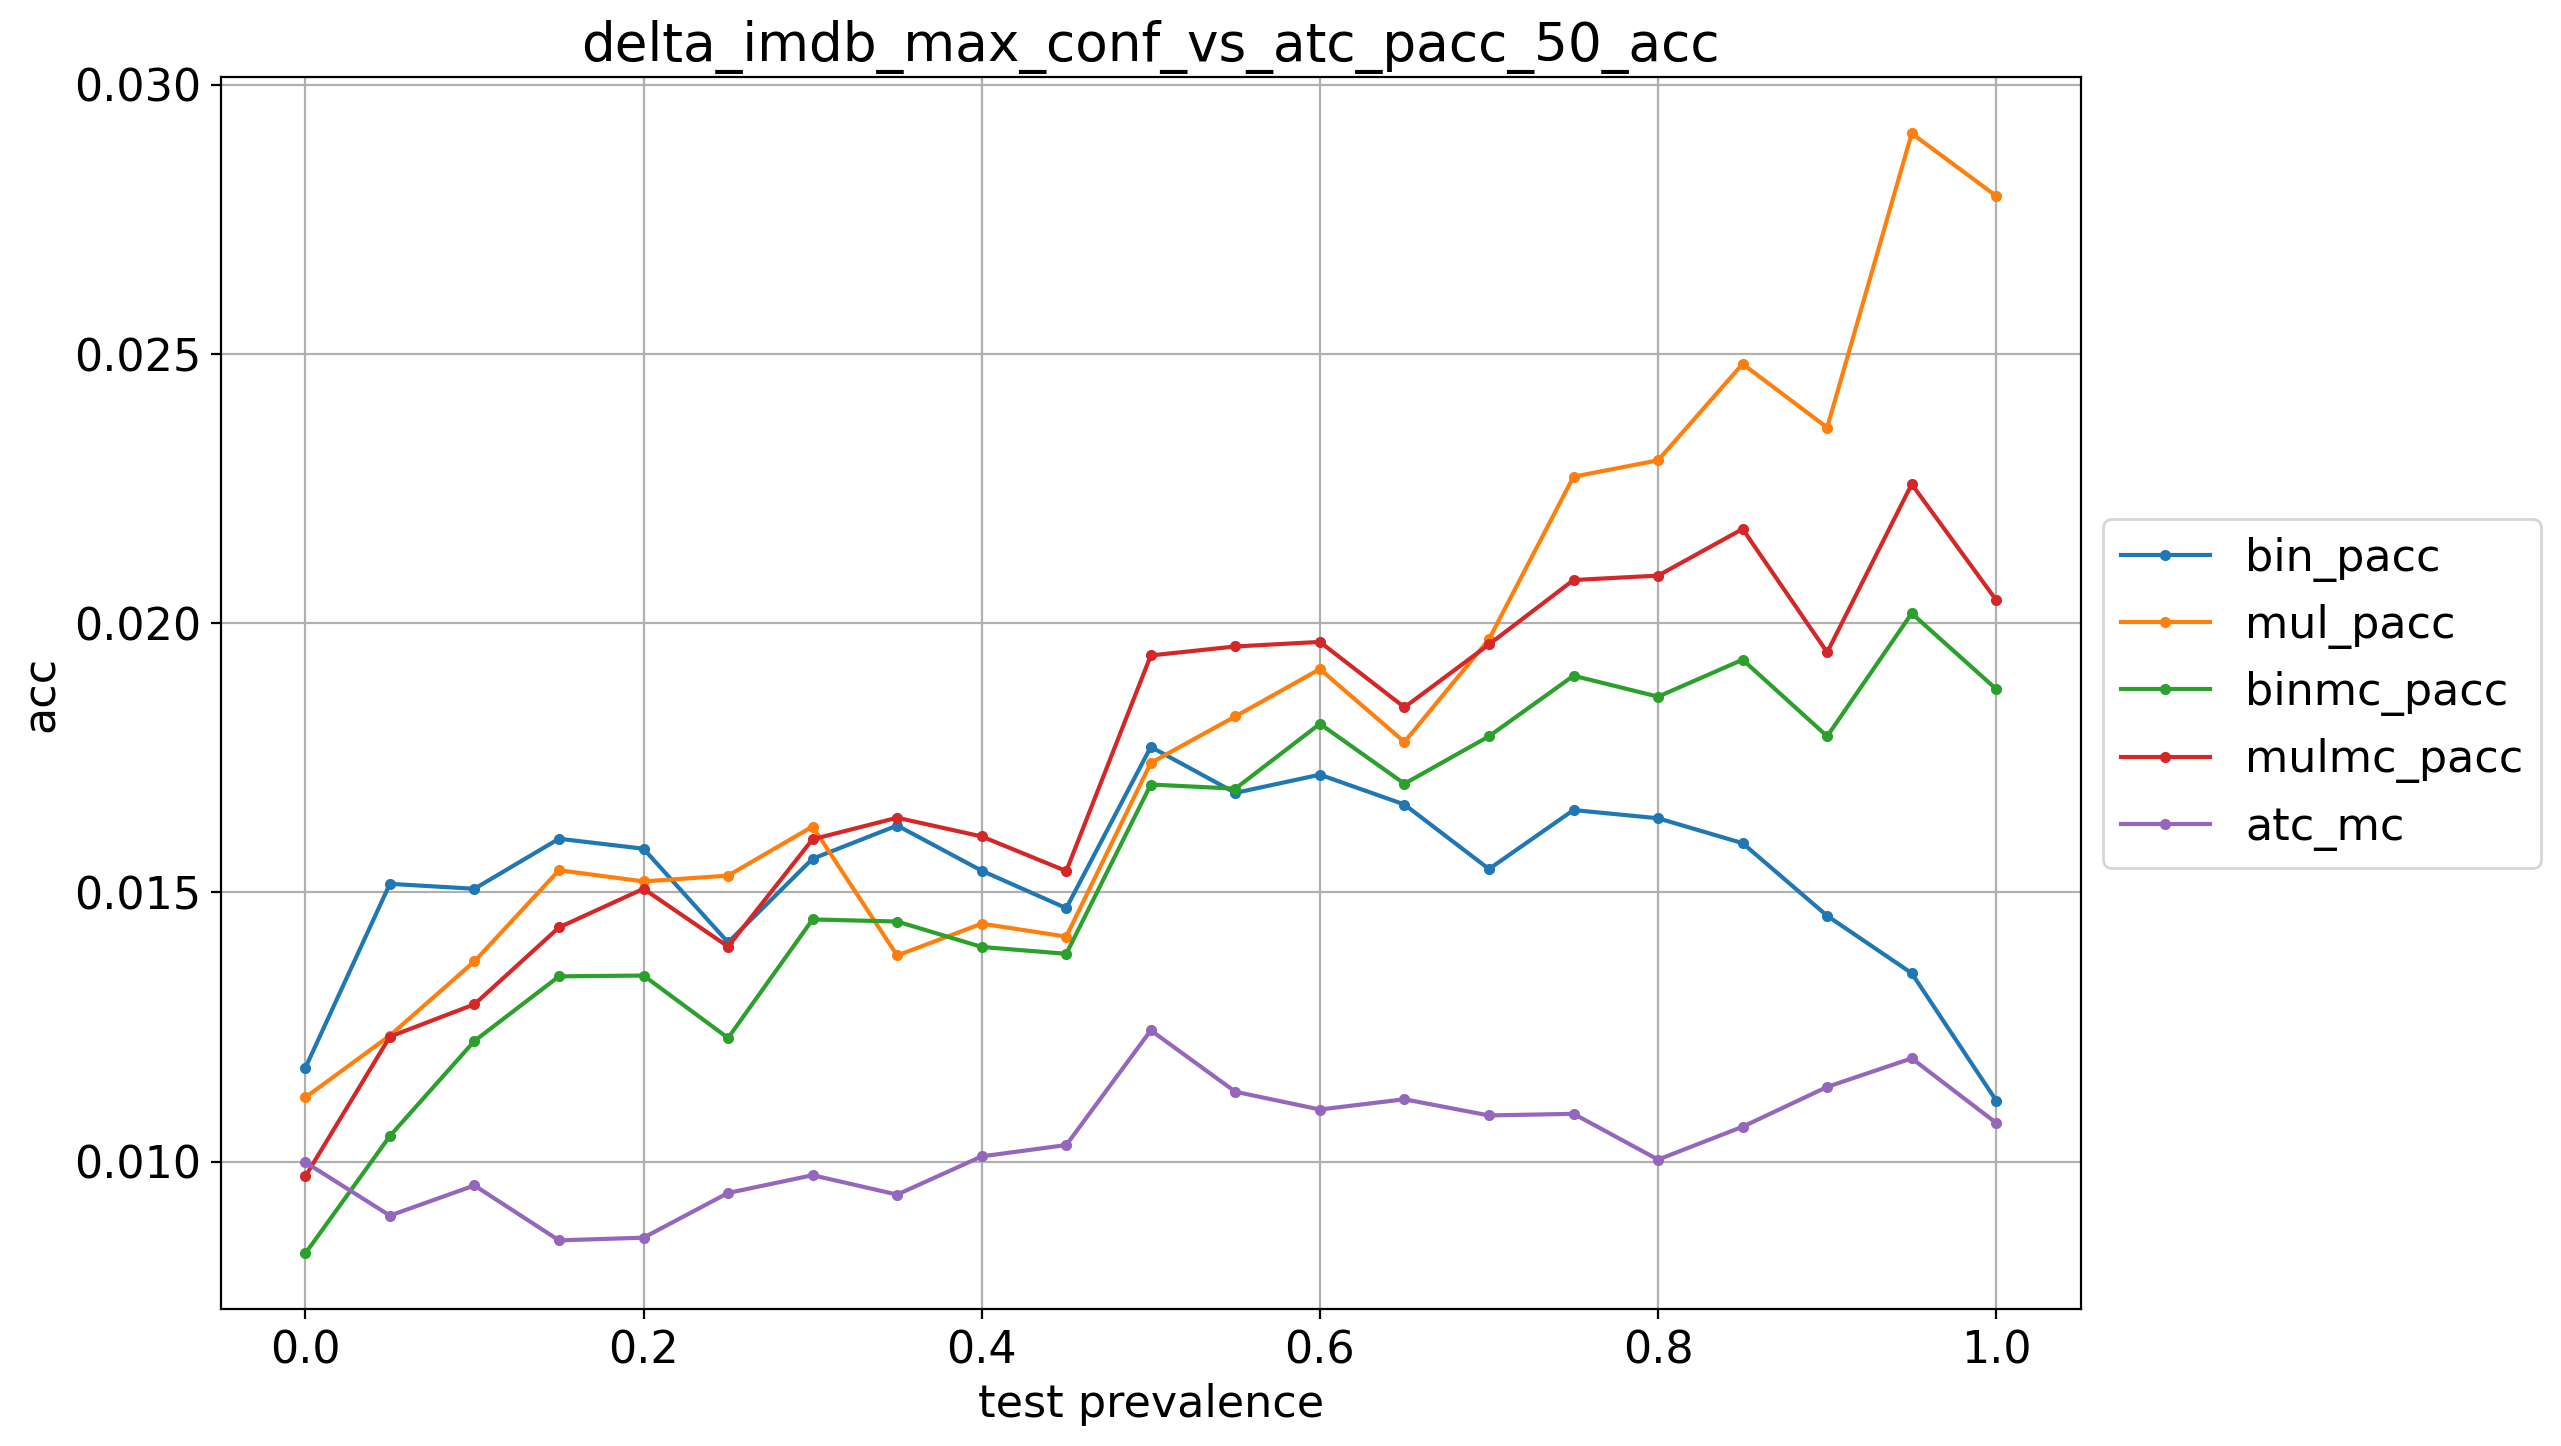 delta_imdb_max_conf_vs_atc_pacc_50_acc
0.030
0.025
0.020
0.015
0.010
acc
0.0 0.2 0.4 0.6 0.8 1.0
test prevalence
bin_pacc
mul_pacc
binmc_pacc
mulmc_pacc
atc_mc